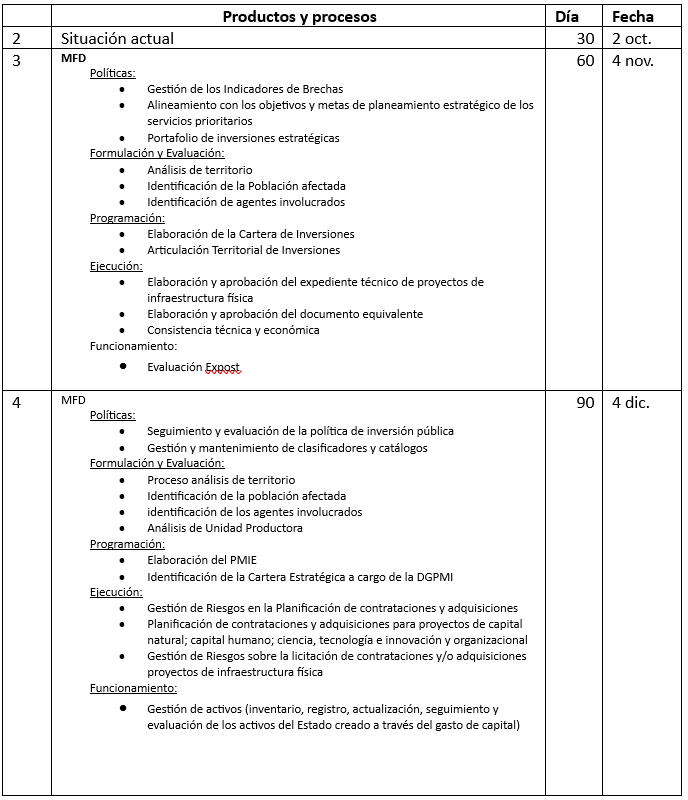 Productos y procesos Día Fecha
2 Situación actual 30 2 oct.
3 MFD 60 4 nov.
Políticas:
• Gestión de los Indicadores de Brechas
• Alineamiento con los objetivos y metas de planeamiento estratégico de los
servicios prioritarios
• Portafolio de inversiones estratégicas
Formulación y Evaluación:
• Análisis de territorio
• Identificación de la Población afectada
• Identificación de agentes involucrados
Programación:
• Elaboración de la Cartera de Inversiones
• Articulación Territorial de Inversiones
Ejecución:
• Elaboración y aprobación del expediente técnico de proyectos de
infraestructura física
• Elaboración y aprobación del documento equivalente
• Consistencia técnica y económica
Funcionamiento:
• Evaluación Expost
4 MFD 90 4 dic.
Políticas:
• Seguimiento y evaluación de la política de inversión pública
• Gestión y mantenimiento de clasificadores y catálogos
Formulación y Evaluación:
• Proceso análisis de territorio
• Identificación de la población afectada
• identificación de los agentes involucrados
• Análisis de Unidad Productora
Programación:
• Elaboración del PMIE
• Identificación de la Cartera Estratégica a cargo de la DGPMI
Ejecución:
• Gestión de Riesgos en la Planificación de contrataciones y adquisiciones
• Planificación de contrataciones y adquisiciones para proyectos de capital
natural; capital humano; ciencia, tecnología e innovación y organizacional
• Gestión de Riesgos sobre la licitación de contrataciones y/o adquisiciones
proyectos de infraestructura física
Funcionamiento:
• Gestión de activos (inventario, registro, actualización, seguimiento y
evaluación de los activos del Estado creado a través del gasto de capital)